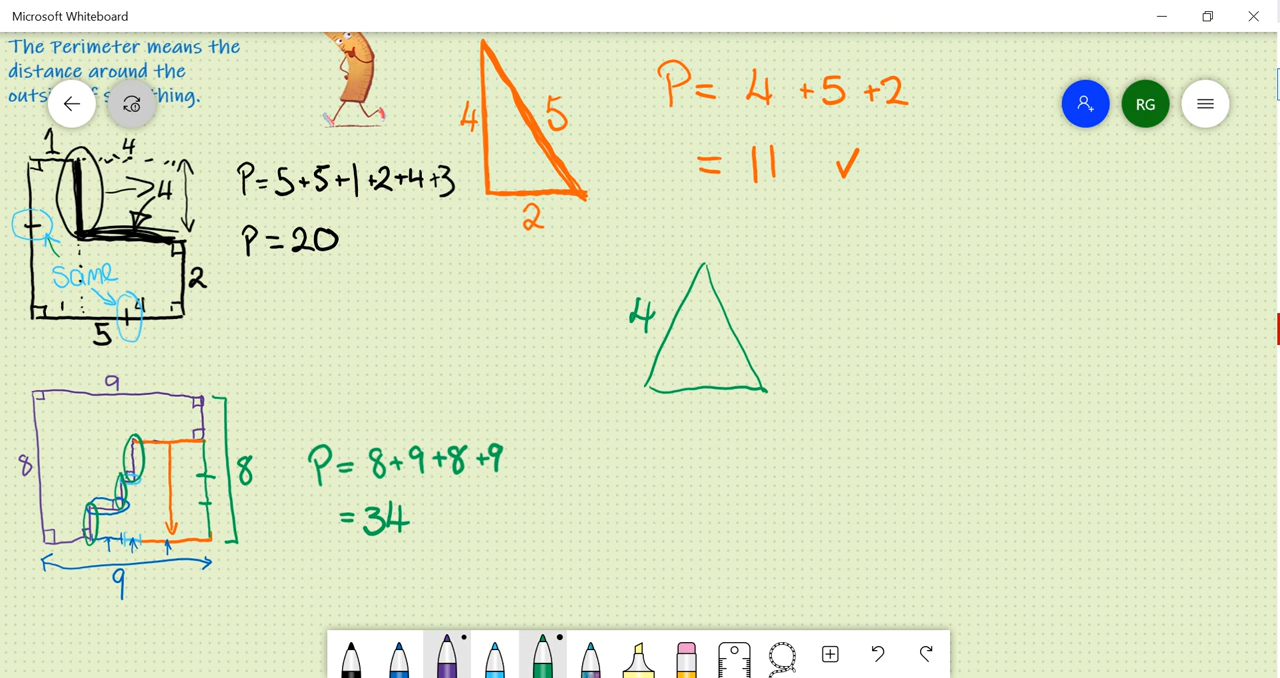 Microsoft Whiteboard
The Perimeter means the
distance around the
thing.
1
4
4
2
same
1
4
5
P=5+5+1+2+4+3
P=20
4
5
2
P= 4+5+2
= 11 ✓
RG
4
9
8
8
9
P= 8+9+8+9
=34